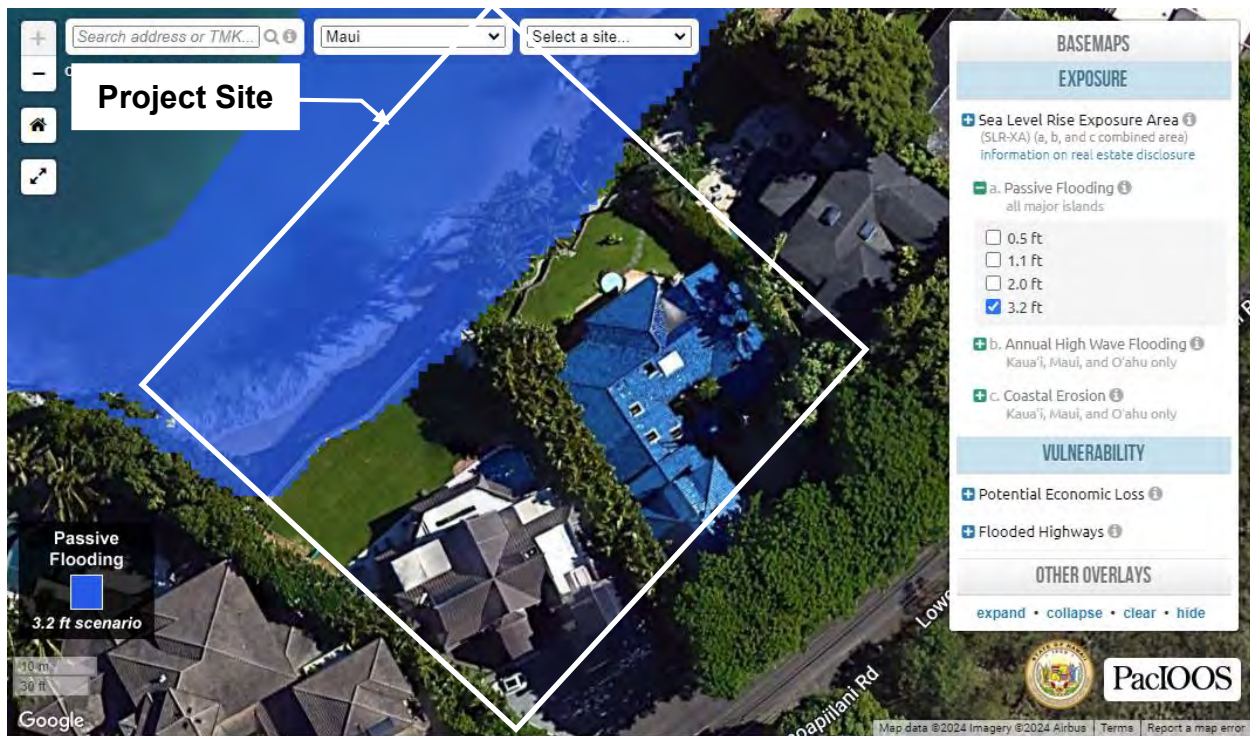 +
Search address or TMK...
Maui
Select a site...
−
Project Site
BASEMAPS
EXPOSURE
Sea Level Rise Exposure Area
(SLR-XA) (a, b, and c combined area)
information on real estate disclosure
a. Passive Flooding
all major islands
0.5 ft
1.1 ft
2.0 ft
3.2 ft
b. Annual High Wave Flooding
Kauaʻi, Maui, and Oʻahu only
c. Coastal Erosion
Kauaʻi, Maui, and Oʻahu only
VULNERABILITY
Potential Economic Loss
Flooded Highways
OTHER OVERLAYS
expand • collapse • clear • hide
Passive
Flooding
3.2 ft scenario
10 m
30 ft
Google
PacIOOS
Map data ©2024 Imagery ©2024 Airbus
Terms
Report a map error